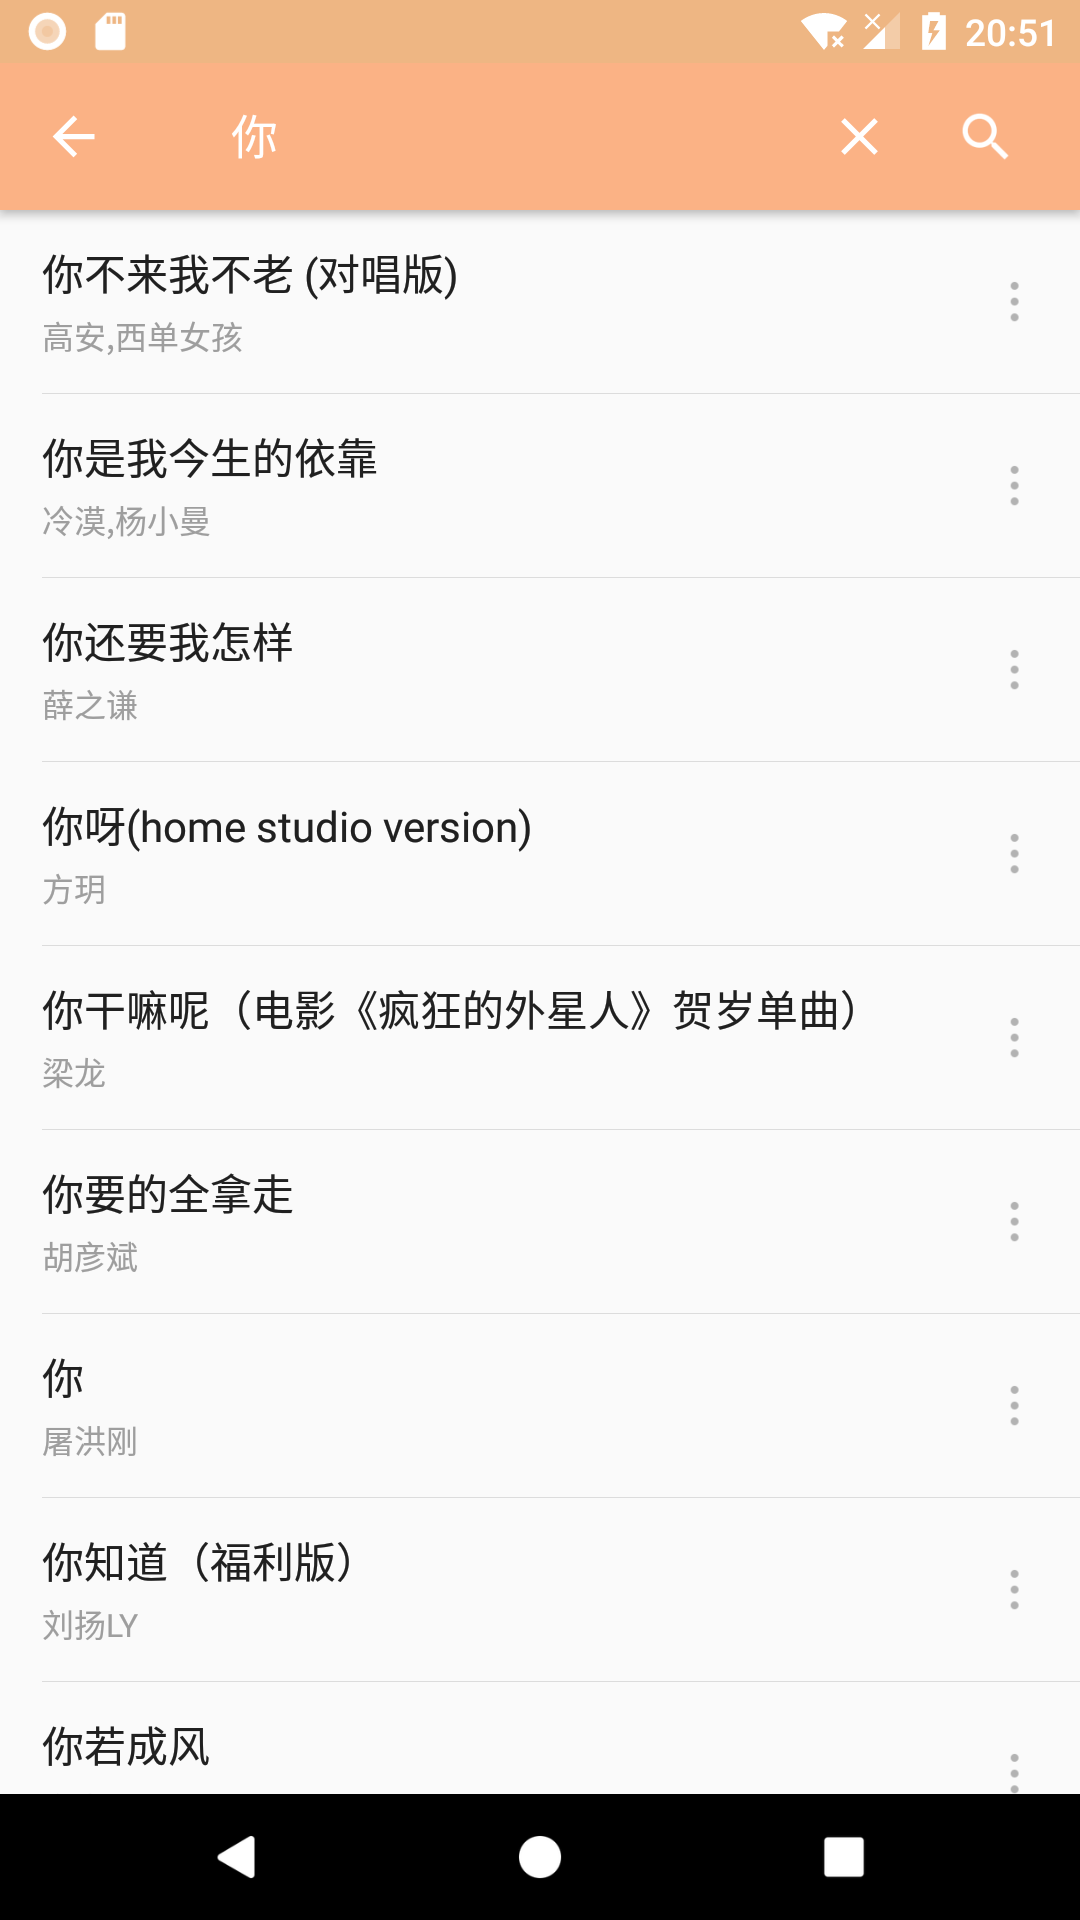 20:51
你
你不来我不老 (对唱版)
高安,西单女孩
你是我今生的依靠
冷漠,杨小曼
你还要我怎样
薛之谦
你呀(home studio version)
方玥
你干嘛呢（电影《疯狂的外星人》贺岁单曲）
梁龙
你要的全拿走
胡彦斌
你
屠洪刚
你知道（福利版）
刘扬LY
你若成风